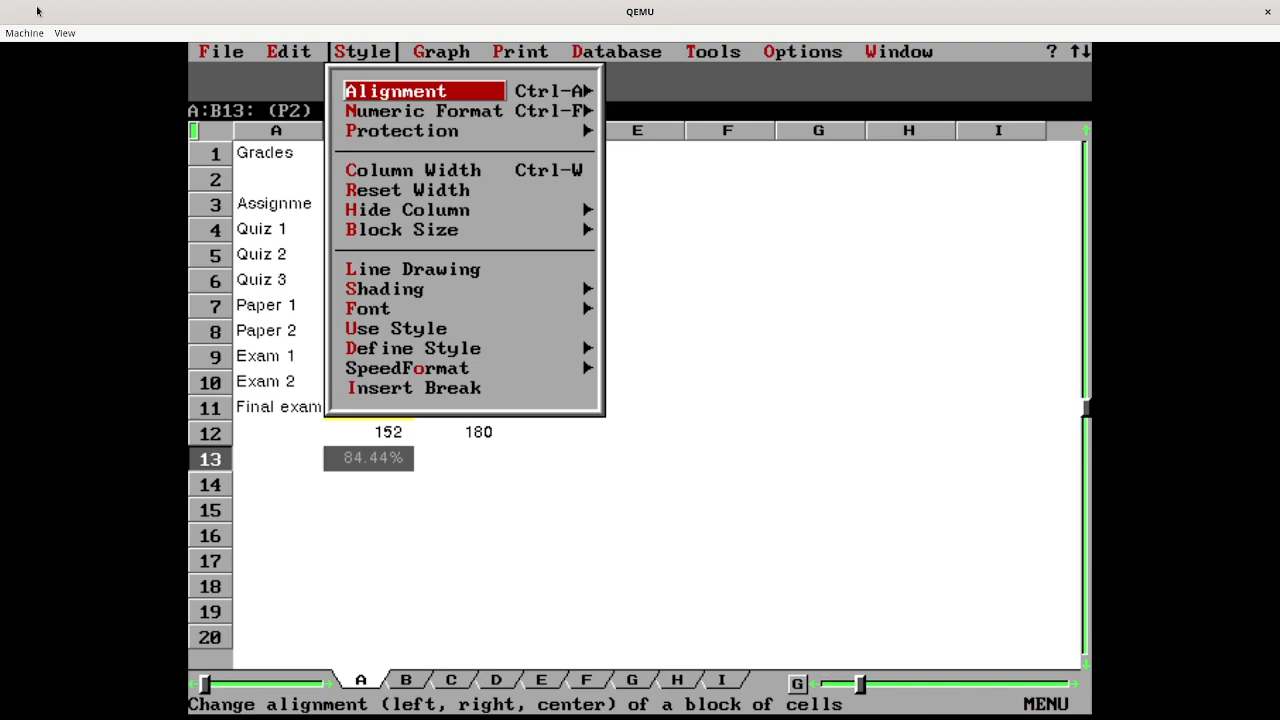 QEMU ×
Machine View
File Edit Style Graph Print Database Tools Options Window ? ↑↓
Alignment Ctrl-A►
Numeric Format Ctrl-F►
Protection ►
Column Width Ctrl-W
Reset Width
Hide Column ►
Block Size ►
Line Drawing
Shading ►
Font ►
Use Style
Define Style ►
SpeedFormat ►
Insert Break
A:B13: (P2)
A E F G H I
1 Grades
2
3 Assignme
4 Quiz 1
5 Quiz 2
6 Quiz 3
7 Paper 1
8 Paper 2
9 Exam 1
10 Exam 2
11 Final exam
12 152 180
13 84.44%
14
15
16
17
18
19
20
A B C D E F G H I G
Change alignment (left, right, center) of a block of cells MENU